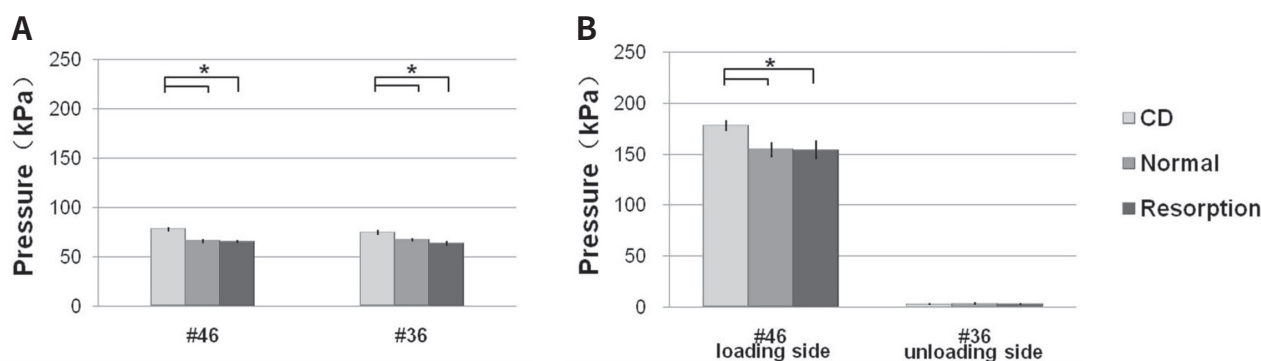 A
Pressure（kPa）
250
200
150
100
50
0
*
*
#46
#36
B
Pressure（kPa）
250
200
150
100
50
0
*
#46
loading side
#36
unloading side
CD
Normal
Resorption